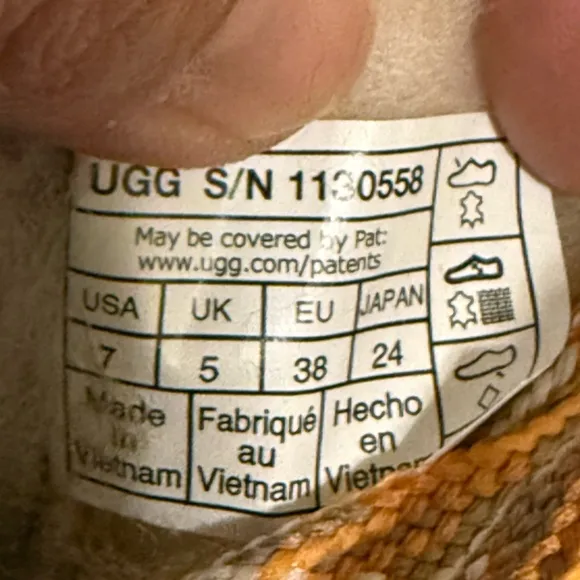 UGG S/N 1130558
May be covered by Pat:
www.ugg.com/patents
USA UK EU JAPAN
7 5 38 24
Made in Vietnam
Fabriqué au Vietnam
Hecho en Vietnam